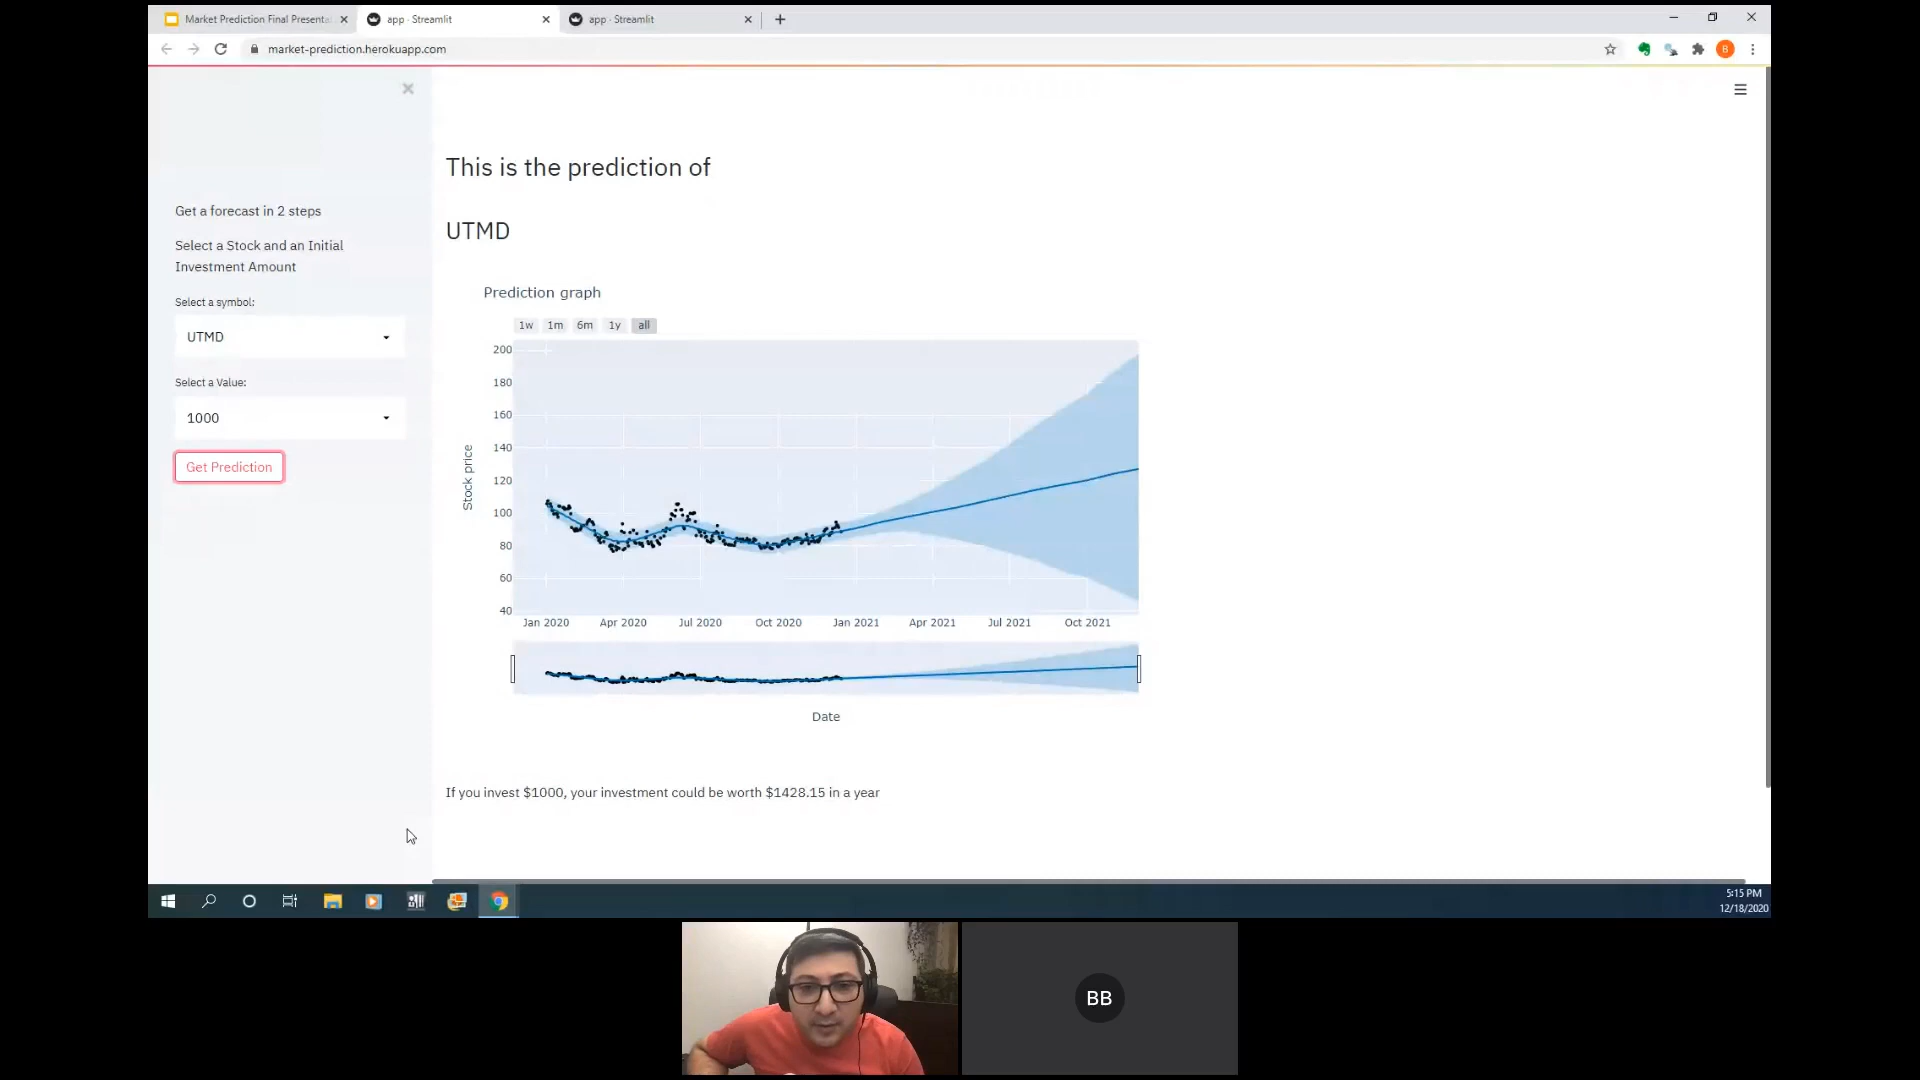 Market Prediction Final Presenta
app · Streamlit
app · Streamlit
market-prediction.herokuapp.com
B
Get a forecast in 2 steps
Select a Stock and an Initial
Investment Amount
Select a symbol:
UTMD
Select a Value:
1000
Get Prediction
This is the prediction of
UTMD
Prediction graph
1w 1m 6m 1y all
200
180
160
140
120
100
80
60
40
Stock price
Jan 2020 Apr 2020 Jul 2020 Oct 2020 Jan 2021 Apr 2021 Jul 2021 Oct 2021
Date
If you invest $1000, your investment could be worth $1428.15 in a year
5:15 PM
12/18/2020
BB